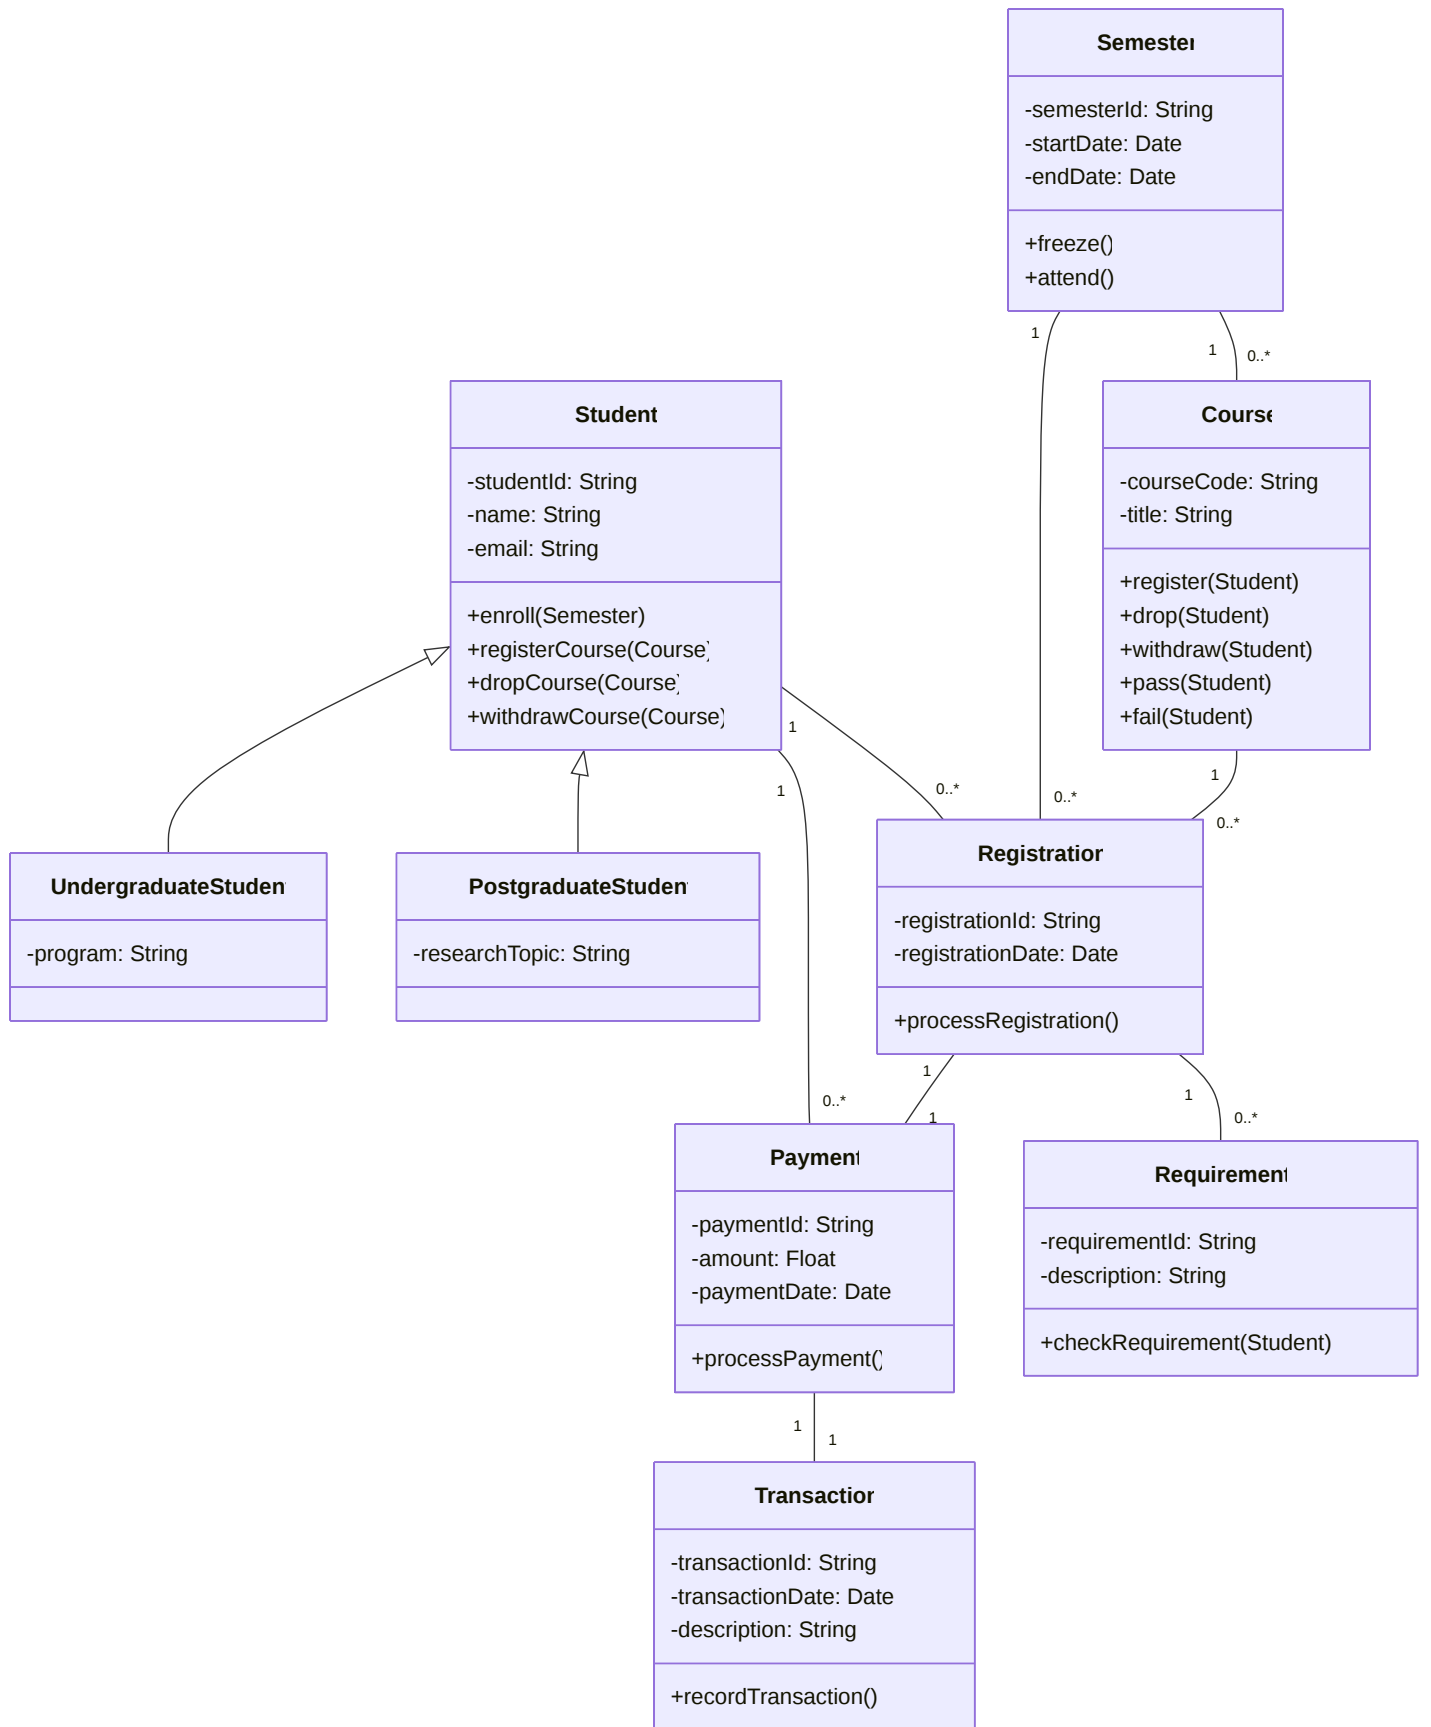 Semester
-semesterId: String
-startDate: Date
-endDate: Date
+freeze()
+attend()
1
1
0..*
Student
-studentId: String
-name: String
-email: String
+enroll(Semester)
+registerCourse(Course)
+dropCourse(Course)
+withdrawCourse(Course)
Course
-courseCode: String
-title: String
+register(Student)
+drop(Student)
+withdraw(Student)
+pass(Student)
+fail(Student)
1
1
0..*
0..*
1
0..*
UndergraduateStudent
-program: String
PostgraduateStudent
-researchTopic: String
Registration
-registrationId: String
-registrationDate: Date
+processRegistration()
1
1
0..*
1
0..*
Payment
-paymentId: String
-amount: Float
-paymentDate: Date
+processPayment()
Requirement
-requirementId: String
-description: String
+checkRequirement(Student)
1
1
Transaction
-transactionId: String
-transactionDate: Date
-description: String
+recordTransaction()